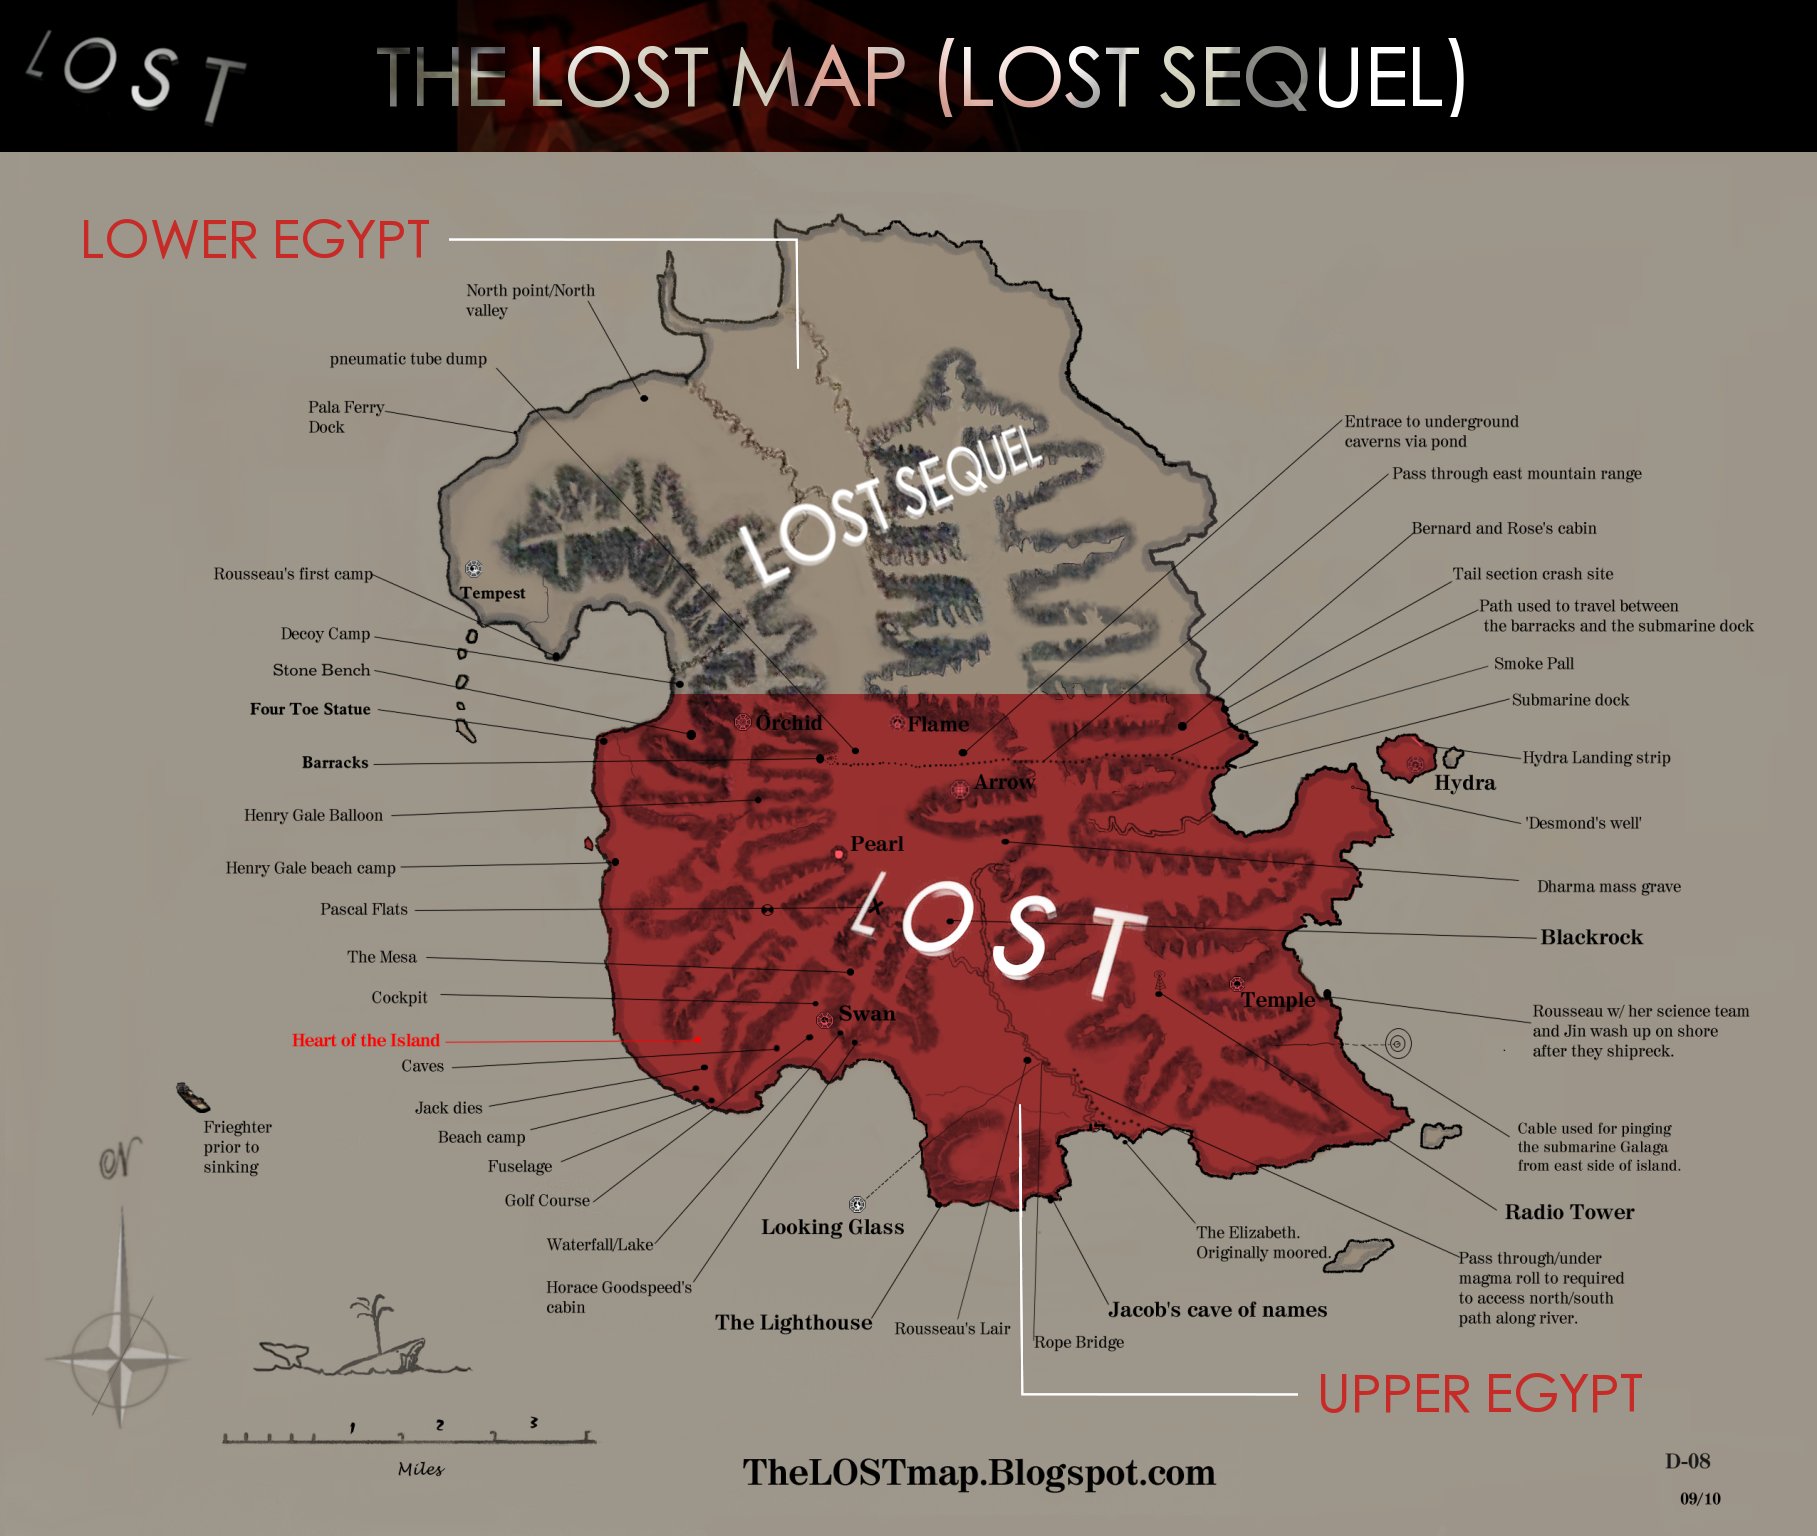 LOST
THE LOST MAP (LOST SEQUEL)
LOWER EGYPT
North point/North
valley
pneumatic tube dump
Pala Ferry
Dock
Rousseau's first camp
Tempest
Decoy Camp
Stone Bench
Four Toe Statue
Barracks
Henry Gale Balloon
Henry Gale beach camp
Pascal Flats
The Mesa
Cockpit
Heart of the Island
Caves
Jack dies
Beach camp
Fuselage
Golf Course
Waterfall/Lake
Horace Goodspeed's
cabin
Frieghter
prior to
sinking
or
LOST SEQUEL
Orchid
Flame
Arrow
Pearl
X
LOST
Swan
Temple
Looking Glass
The Lighthouse
Rousseau's Lair
Rope Bridge
Jacob's cave of names
The Elizabeth.
Originally moored.
Entrace to underground
caverns via pond
Pass through east mountain range
Bernard and Rose's cabin
Tail section crash site
Path used to travel between
the barracks and the submarine dock
Smoke Pall
Submarine dock
Hydra Landing strip
Hydra
'Desmond's well'
Dharma mass grave
Blackrock
Rousseau w/ her science team
and Jin wash up on shore
after they shipreck.
Cable used for pinging
the submarine Galaga
from east side of island.
Radio Tower
Pass through/under
magma roll to required
to access north/south
path along river.
UPPER EGYPT
1 2 3
Miles
TheLOSTmap.Blogspot.com
D-08
09/10